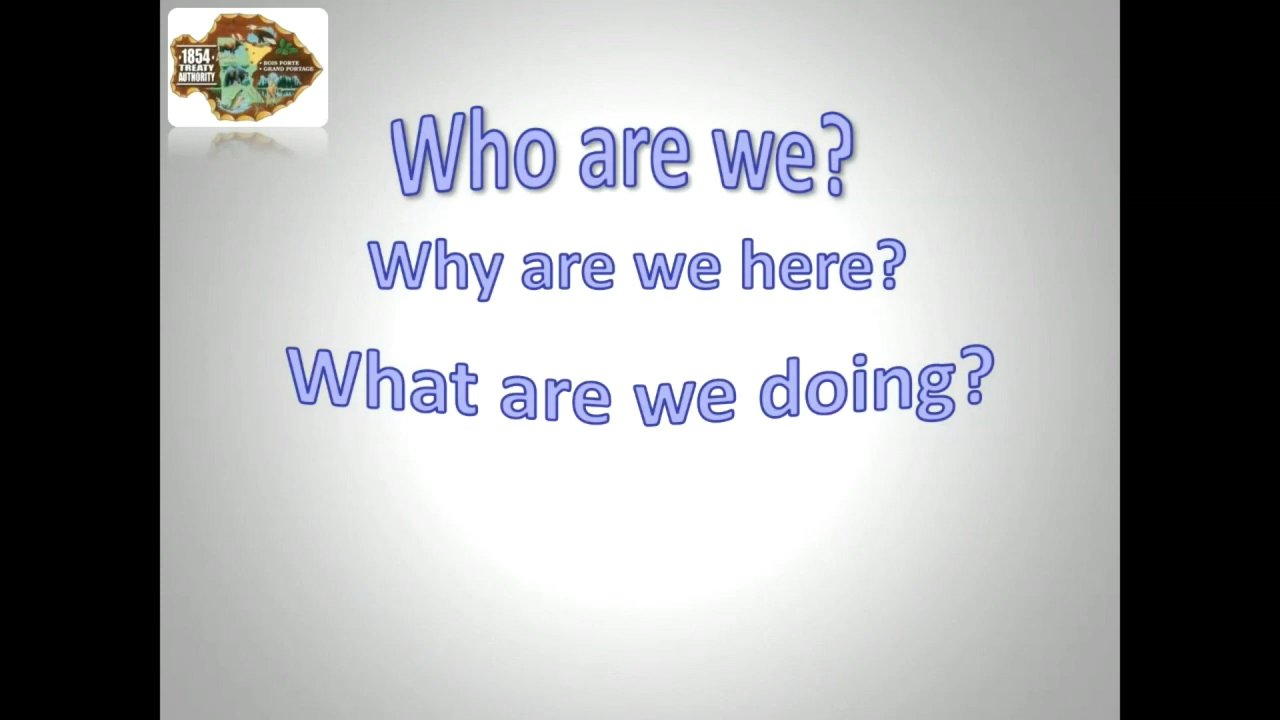 1854
TREATY
AUTHORITY
• BOIS FORTE
• GRAND PORTAGE
Who are we?
Why are we here?
What are we doing?